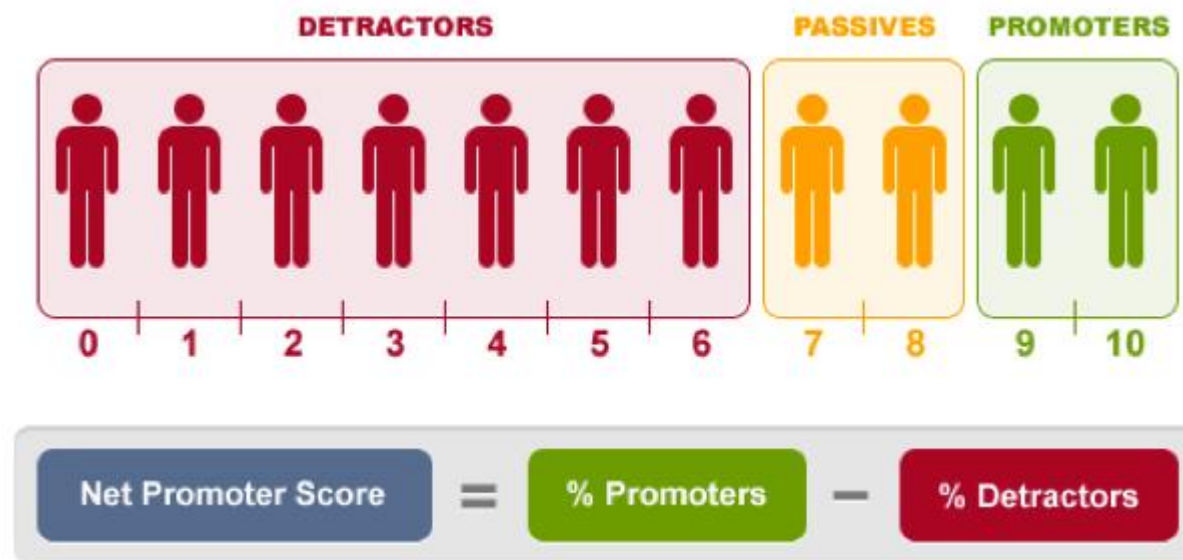 DETRACTORS PASSIVES PROMOTERS
0 1 2 3 4 5 6 7 8 9 10
Net Promoter Score = % Promoters − % Detractors